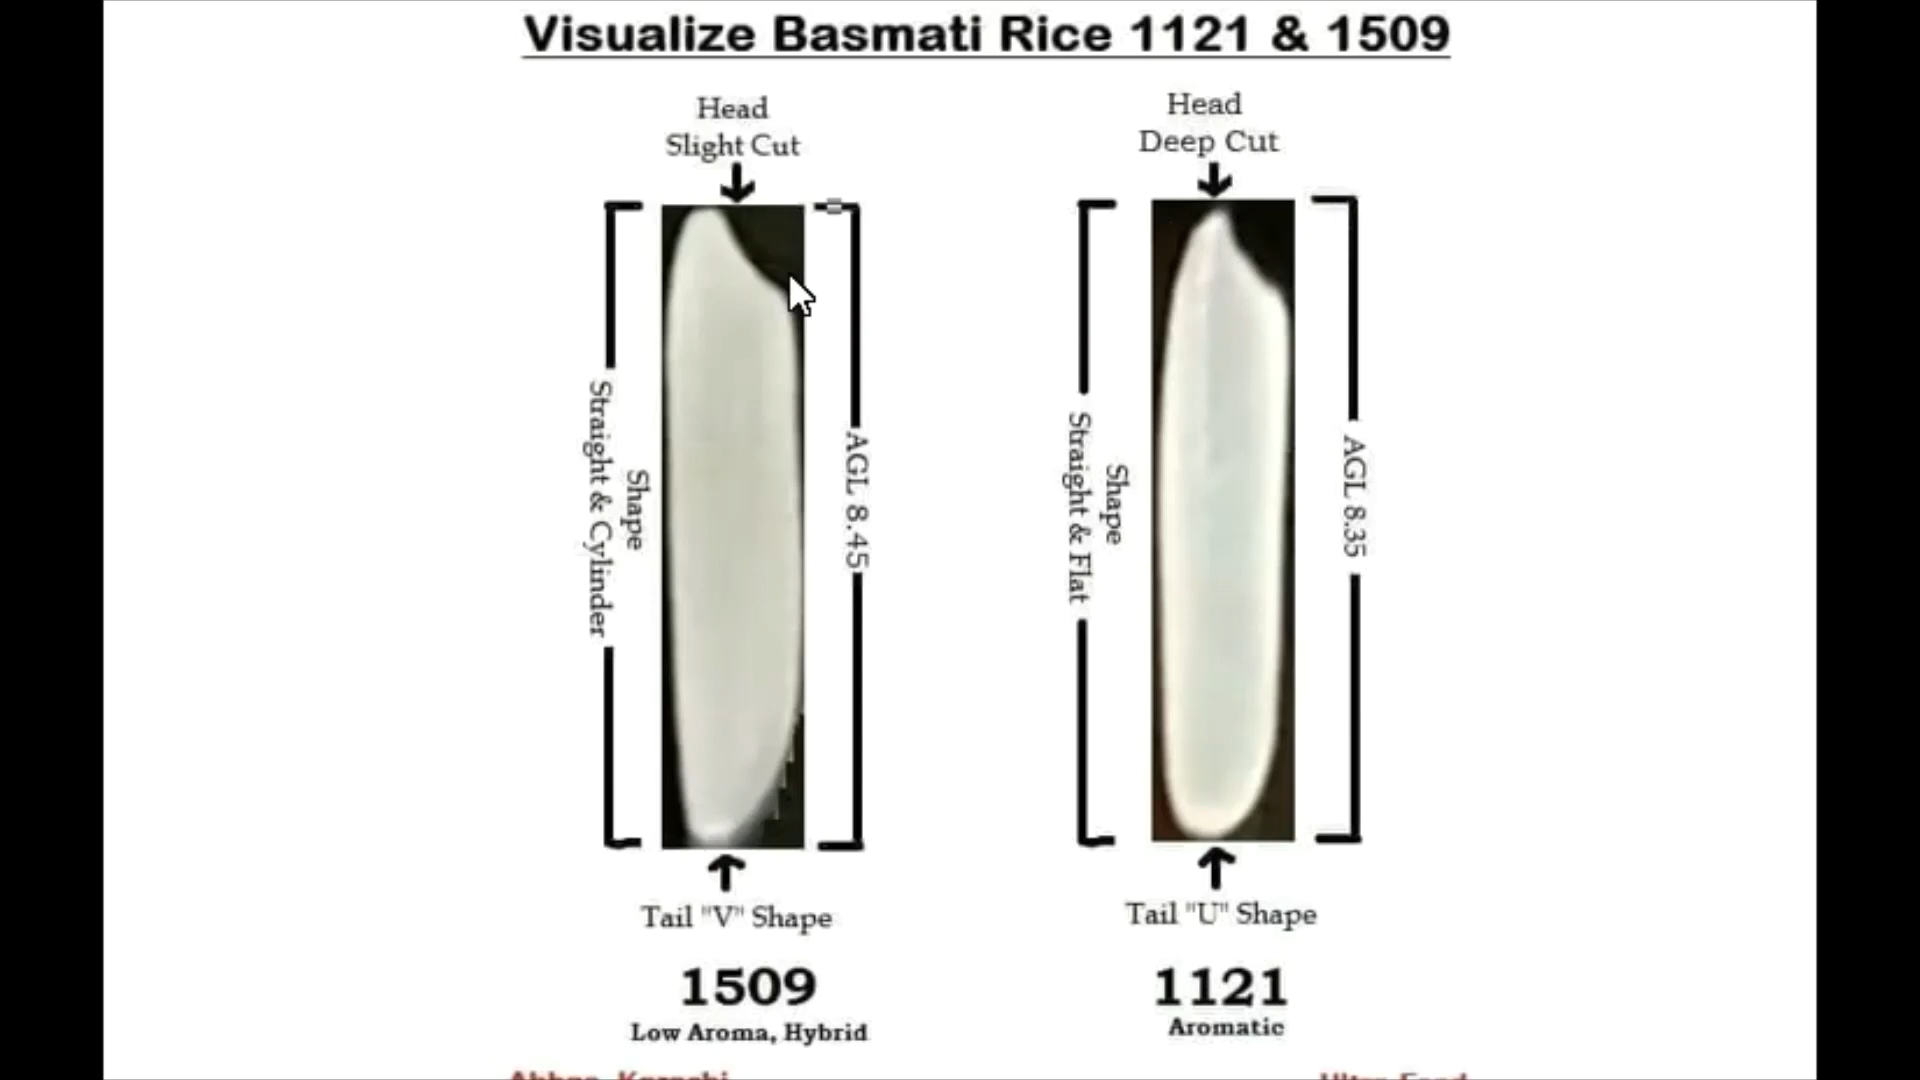 Visualize Basmati Rice 1121 & 1509
Head
Slight Cut
Shape
Straight & Cylinder
AGL 8.45
Tail "V" Shape
1509
Low Aroma, Hybrid
Head
Deep Cut
Shape
Straight & Flat
AGL 8.35
Tail "U" Shape
1121
Aromatic